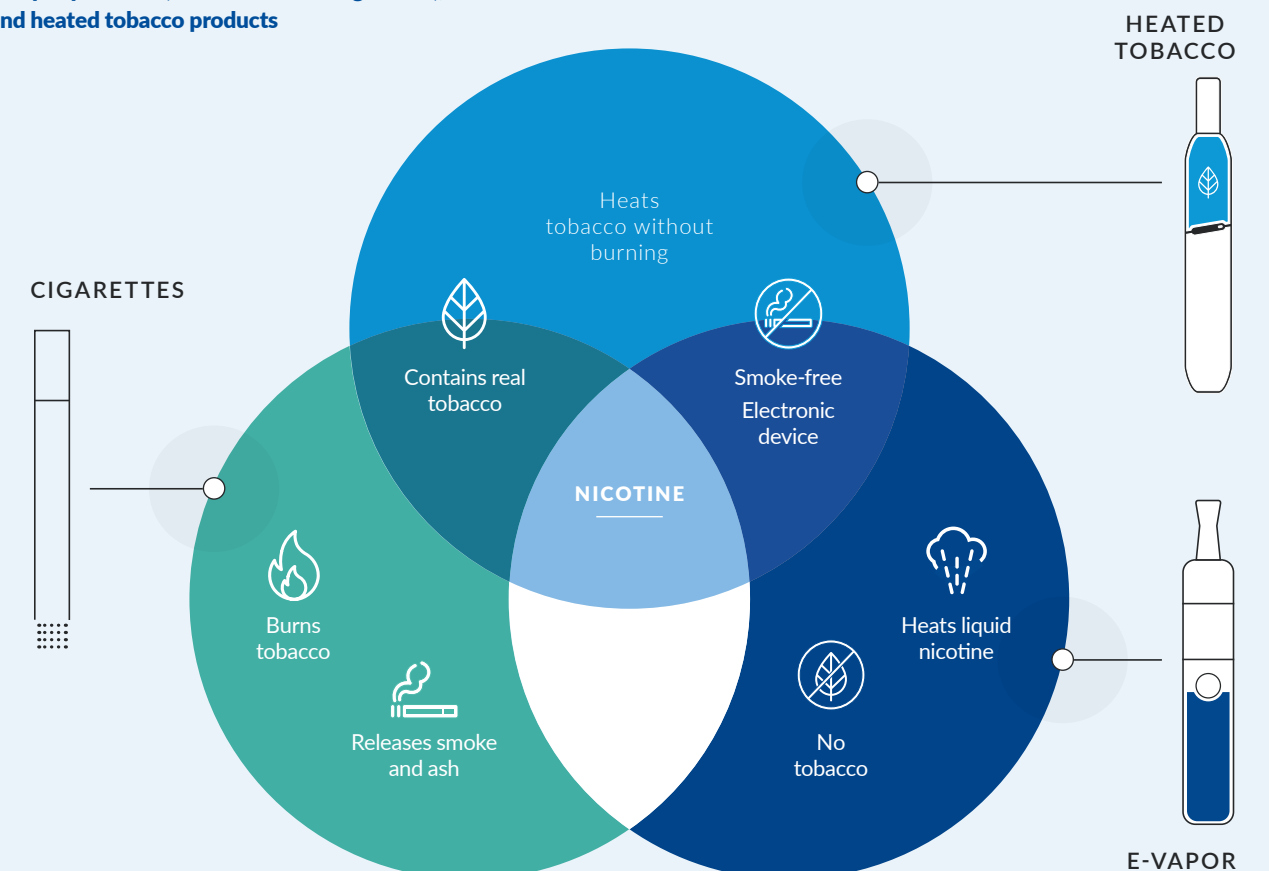 nd heated tobacco products
HEATED
TOBACCO
Heats
tobacco without
burning
CIGARETTES
Contains real
tobacco
Smoke-free
Electronic
device
NICOTINE
Burns
tobacco
Heats liquid
nicotine
Releases smoke
and ash
No
tobacco
E-VAPOR